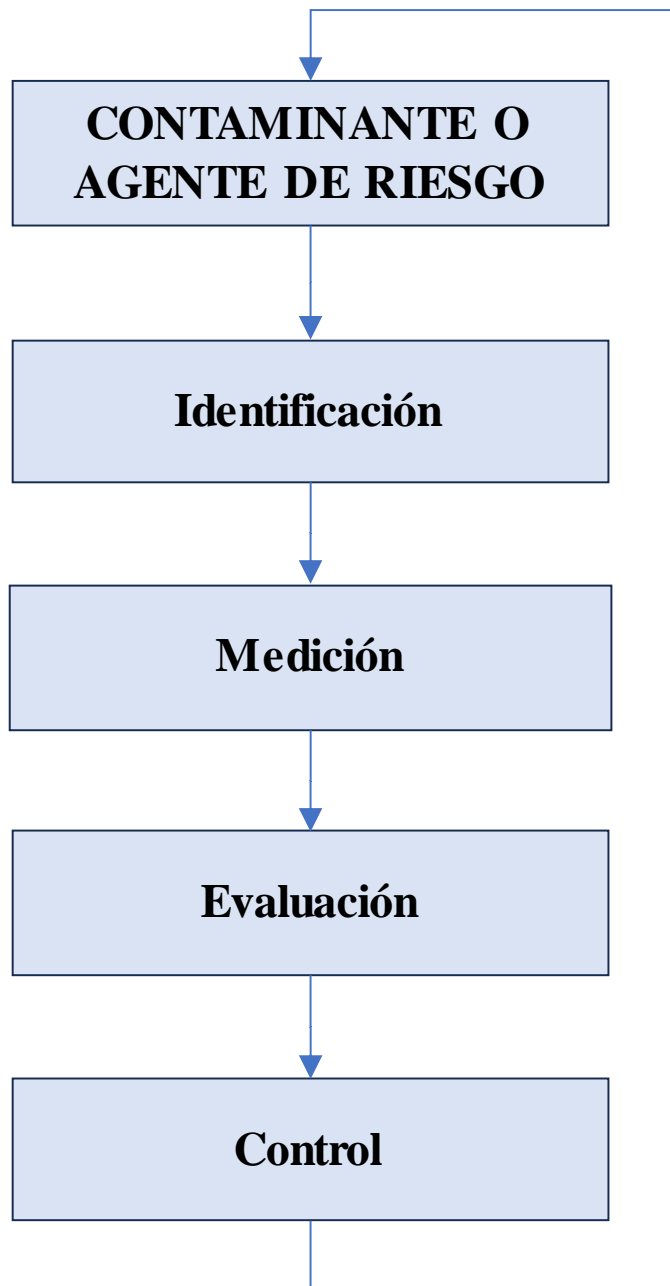 CONTAMINANTE O
AGENTE DE RIESGO
Identificación
Medición
Evaluación
Control